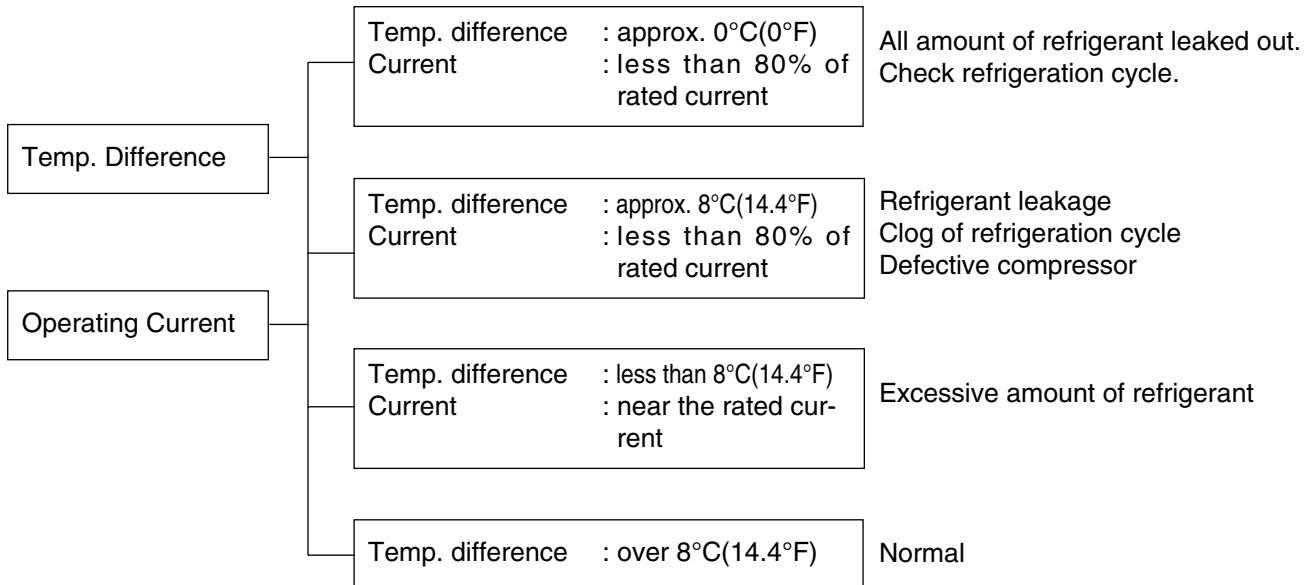 Temp. Difference
Operating Current
Temp. difference : approx. 0°C(0°F)
Current : less than 80% of
rated current
All amount of refrigerant leaked out.
Check refrigeration cycle.
Temp. difference : approx. 8°C(14.4°F)
Current : less than 80% of
rated current
Refrigerant leakage
Clog of refrigeration cycle
Defective compressor
Temp. difference : less than 8°C(14.4°F)
Current : near the rated cur-
rent
Excessive amount of refrigerant
Temp. difference : over 8°C(14.4°F)
Normal